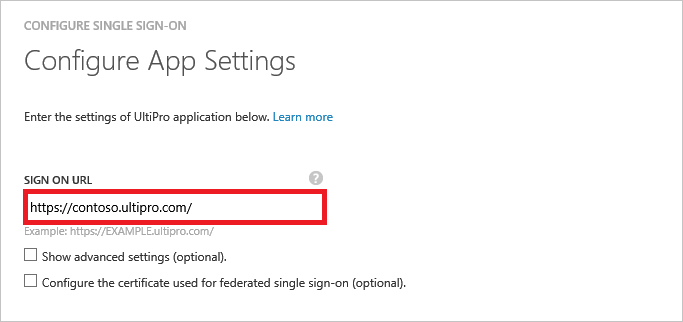 CONFIGURE SINGLE SIGN-ON
Configure App Settings
Enter the settings of UltiPro application below. Learn more
SIGN ON URL ?
https://contoso.ultipro.com/
Example: https://EXAMPLE.ultipro.com/
Show advanced settings (optional).
Configure the certificate used for federated single sign-on (optional).